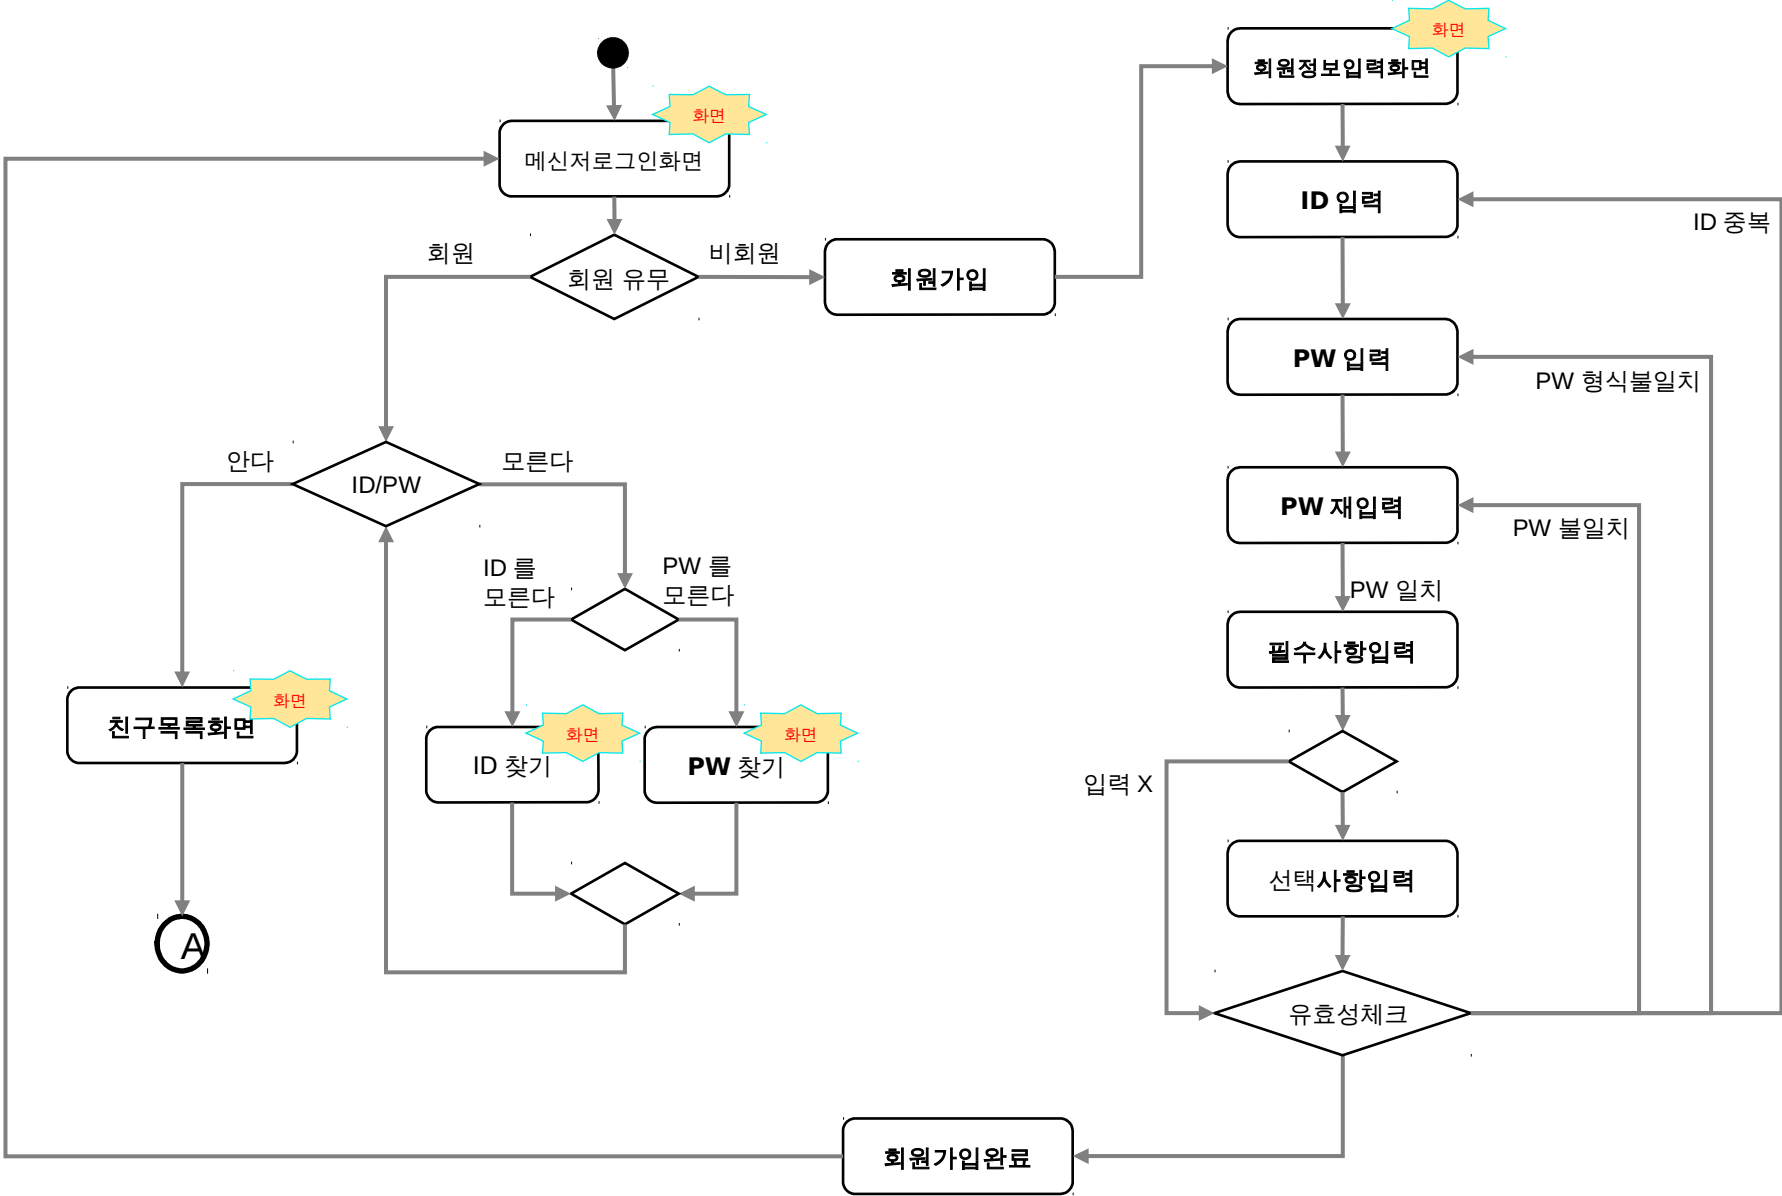 화면
회원정보입력화면
화면
메신저로그인화면
ID 입력
ID 중복
회원
비회원
회원 유무
회원가입
PW 입력
PW 형식불일치
안다
모른다
ID/PW
PW 재입력
PW 불일치
ID 를
모른다
PW 를
모른다
PW 일치
필수사항입력
화면
친구목록화면
화면
ID 찾기
화면
PW 찾기
입력 X
선택사항입력
A
유효성체크
회원가입완료